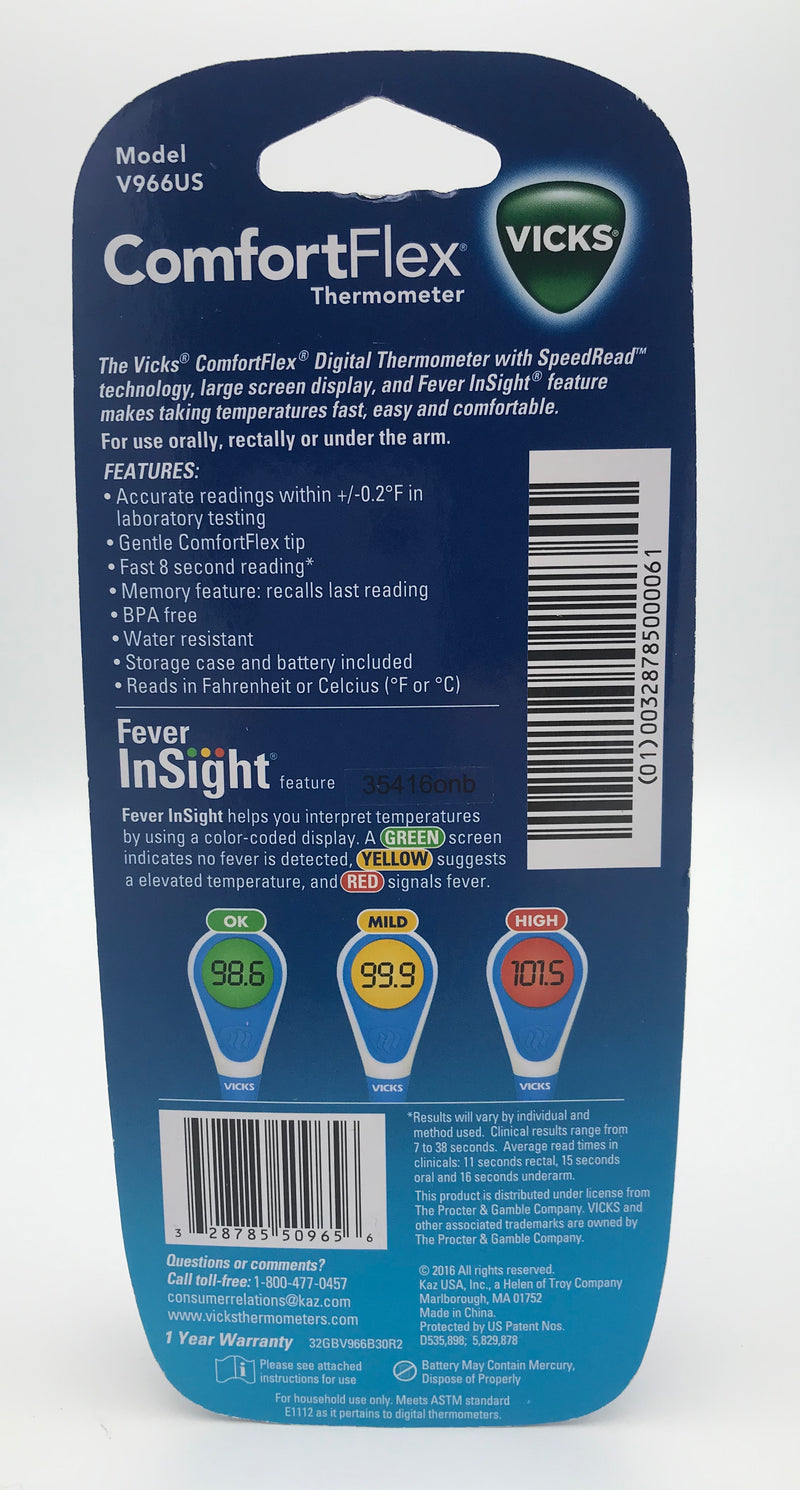 Model
V966US
ComfortFlex®
Thermometer
VICKS®
The Vicks® ComfortFlex® Digital Thermometer with SpeedRead™
technology, large screen display, and Fever InSight® feature
makes taking temperatures fast, easy and comfortable.
For use orally, rectally or under the arm.
FEATURES:
• Accurate readings within +/-0.2°F in
laboratory testing
• Gentle ComfortFlex tip
• Fast 8 second reading*
• Memory feature: recalls last reading
• BPA free
• Water resistant
• Storage case and battery included
• Reads in Fahrenheit or Celcius (°F or °C)
(01)00328785000061
Fever
InSight® feature
35416onb
Fever InSight helps you interpret temperatures
by using a color-coded display. A GREEN screen
indicates no fever is detected, YELLOW suggests
a elevated temperature, and RED signals fever.
OK MILD HIGH
98.6 99.9 101.5
VICKS VICKS VICKS
3 28785 50965 6
*Results will vary by individual and
method used. Clinical results range from
7 to 38 seconds. Average read times in
clinicals: 11 seconds rectal, 15 seconds
oral and 16 seconds underarm.
This product is distributed under license from
The Procter & Gamble Company. VICKS and
other associated trademarks are owned by
The Procter & Gamble Company.
Questions or comments?
Call toll-free: 1-800-477-0457
consumerrelations@kaz.com
www.vicksthermometers.com
1 Year Warranty 32GBV966B30R2
© 2016 All rights reserved.
Kaz USA, Inc., a Helen of Troy Company
Marlborough, MA 01752
Made in China.
Protected by US Patent Nos.
D535,898; 5,829,878
Please see attached
instructions for use
Battery May Contain Mercury,
Dispose of Properly
For household use only. Meets ASTM standard
E1112 as it pertains to digital thermometers.